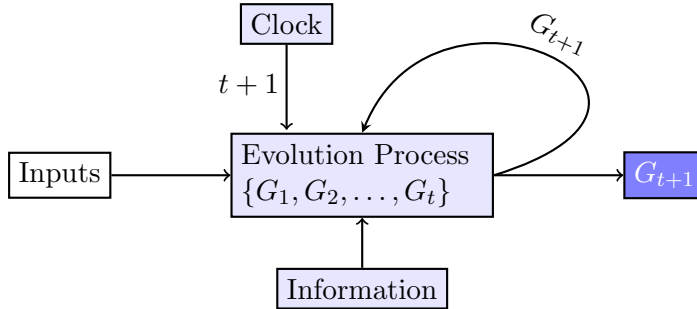 Clock
G_{t+1}
t + 1
Evolution Process
{G_1, G_2, ..., G_t}
Inputs
G_{t+1}
Information